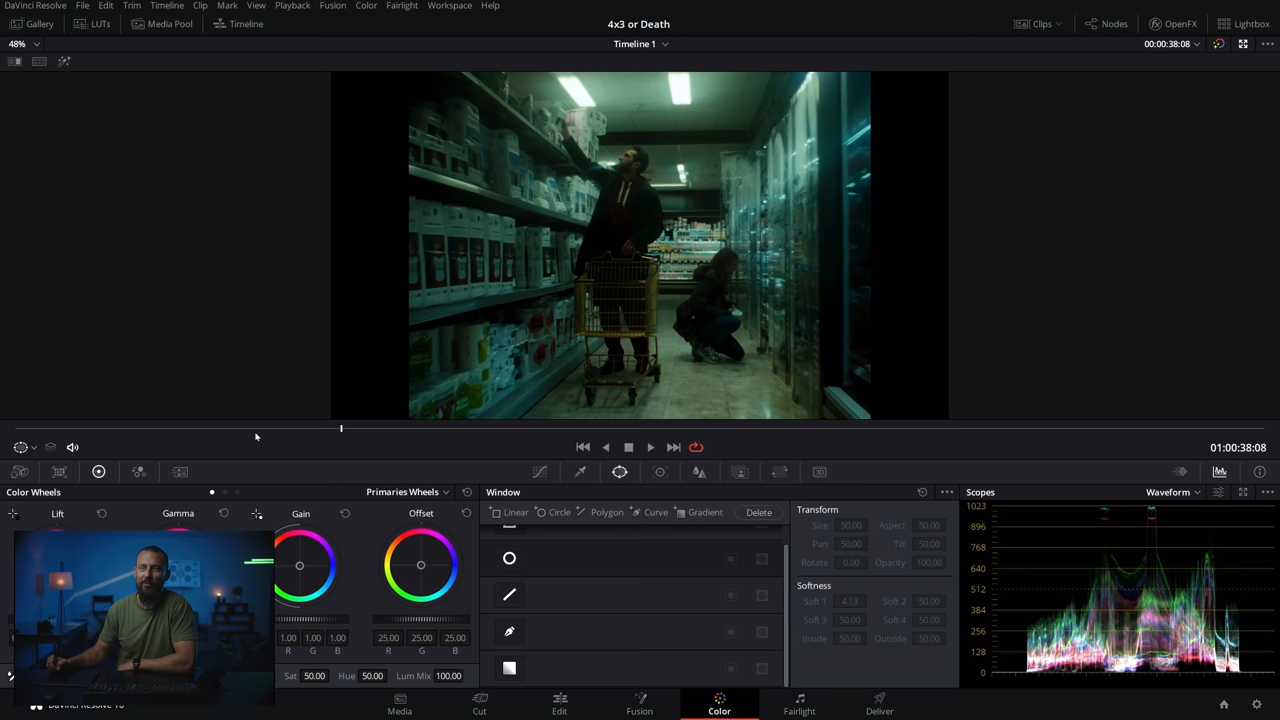 DaVinci Resolve File Edit Trim Timeline Clip Mark View Playback Fusion Color Fairlight Workspace Help
Gallery LUTs Media Pool Timeline 4x3 or Death Clips Nodes OpenFX Lightbox
48% Timeline 1 00:00:38:08
01:00:38:08
Color Wheels Primaries Wheels Window Scopes Waveform
Lift Gamma Gain Offset
Linear Circle Polygon Curve Gradient Delete
Transform
Size 50.00 Aspect 50.00
Pan 50.00 Tilt 50.00
Rotate 0.00 Opacity 100.00
Softness
Soft 1 4.13 Soft 2 50.00
Soft 3 50.00 Soft 4 50.00
Inside 50.00 Outside 50.00
1.00 1.00 1.00 25.00 25.00 25.00
R G B R G B
Sat 50.00 Hue 50.00 Lum Mix 100.00
1023
896
768
640
512
384
256
128
0
Media Cut Edit Fusion Color Fairlight Deliver